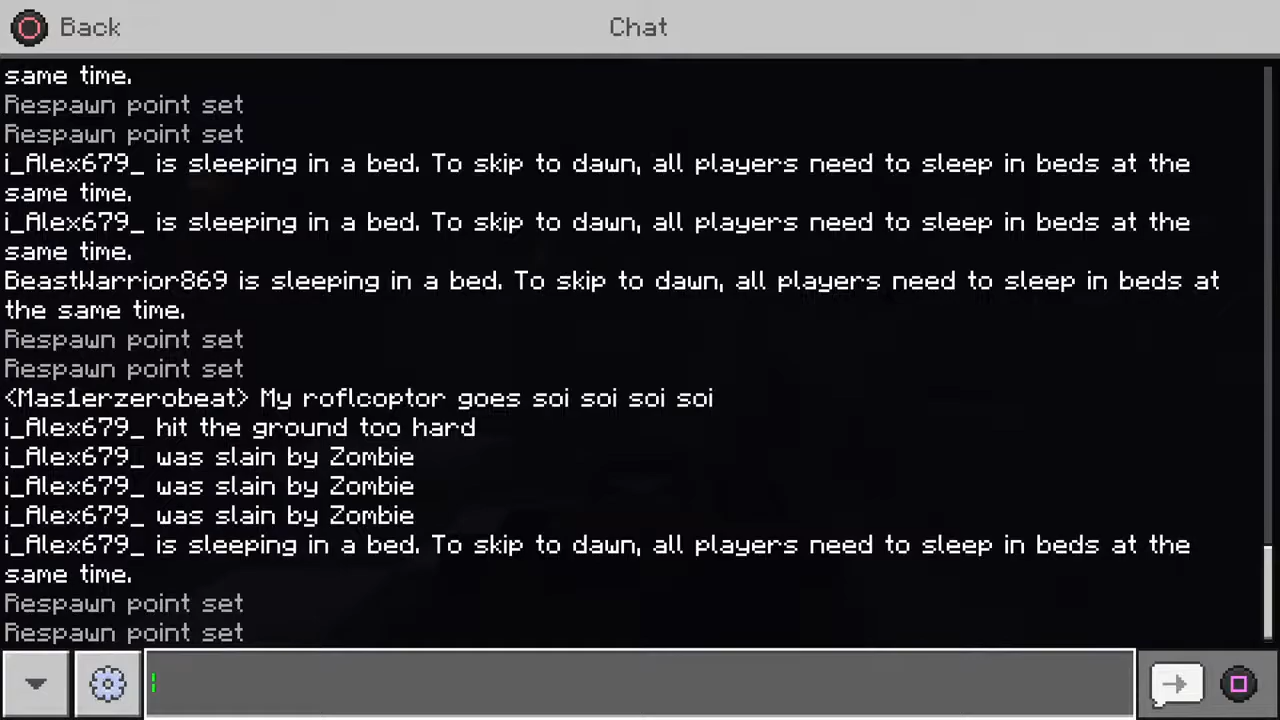 Back
Chat
same time.
Respawn point set
Respawn point set
i_Alex679_ is sleeping in a bed. To skip to dawn, all players need to sleep in beds at the
same time.
i_Alex679_ is sleeping in a bed. To skip to dawn, all players need to sleep in beds at the
same time.
BeastWarrior869 is sleeping in a bed. To skip to dawn, all players need to sleep in beds at
the same time.
Respawn point set
Respawn point set
<Mas1erzerobeat> My roflcoptor goes soi soi soi soi
i_Alex679_ hit the ground too hard
i_Alex679_ was slain by Zombie
i_Alex679_ was slain by Zombie
i_Alex679_ was slain by Zombie
i_Alex679_ is sleeping in a bed. To skip to dawn, all players need to sleep in beds at the
same time.
Respawn point set
Respawn point set